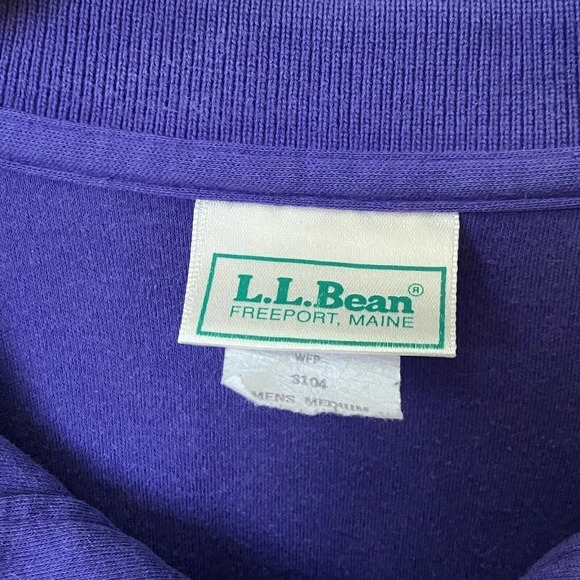 L.L.Bean®
FREEPORT, MAINE
WFP
3104
MENS MEDIUM